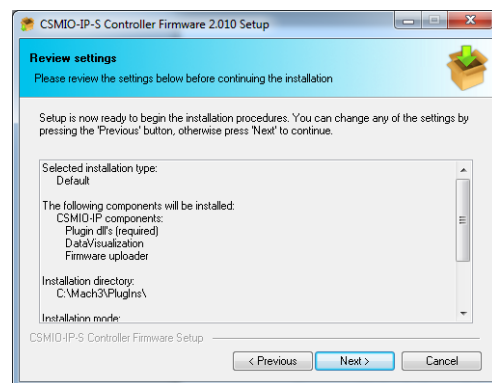 CSMIO-IP-S Controller Firmware 2.010 Setup
Review settings
Please review the settings below before continuing the installation
Setup is now ready to begin the installation procedures. You can change any of the settings by
pressing the 'Previous' button, otherwise press 'Next' to continue.
Selected installation type:
Default
The following components will be installed:
CSMIO-IP components:
Plugin dll's (required)
DataVisualization
Firmware uploader
Installation directory:
C:\Mach3\PlugIns\
Installation mode:
CSMIO-IP-S Controller Firmware Setup
< Previous
Next >
Cancel